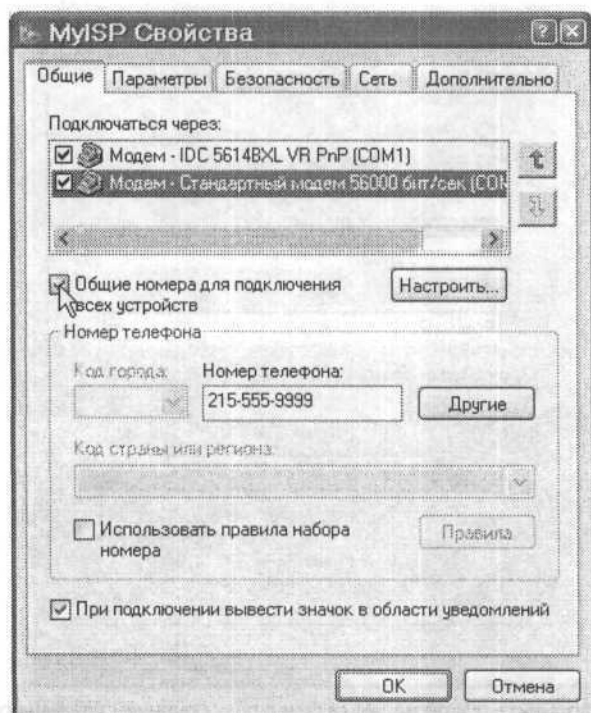 MyISP Свойства
Общие Параметры Безопасность Сеть Дополнительно
Подключаться через:
Модем - IDC 5614BXL VR PnP (COM1)
Модем - Стандартный модем 56000 бит/сек (COM
Общие номера для подключения
всех устройств
Настроить...
Номер телефона
Код города:
Номер телефона:
215-555-9999
Другие
Код страны или региона:
Использовать правила набора
номера
Правила
При подключении вывести значок в области уведомлений
OK
Отмена